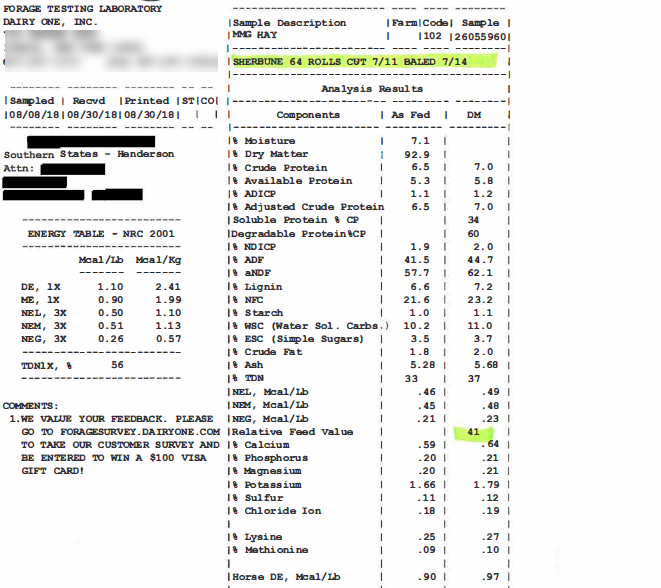 FORAGE TESTING LABORATORY
DAIRY ONE, INC.
|Sampled | Recvd |Printed |ST|CO|
|08/08/18|08/30/18|08/30/18| | |
Southern States - Henderson
Attn:
ENERGY TABLE - NRC 2001
Mcal/Lb Mcal/Kg
DE, 1X 1.10 2.41
ME, 1X 0.90 1.99
NEL, 3X 0.50 1.10
NEM, 3X 0.51 1.13
NEG, 3X 0.26 0.57
TDN1X, % 56
COMMENTS:
1.WE VALUE YOUR FEEDBACK. PLEASE
GO TO FORAGESURVEY.DAIRYONE.COM
TO TAKE OUR CUSTOMER SURVEY AND
BE ENTERED TO WIN A $100 VISA
GIFT CARD!
|Sample Description |Farm|Code| Sample |
|MMG HAY | |102 |26055960|
|SHERBUNE 64 ROLLS CUT 7/11 BALED 7/14 |
| Analysis Results |
| Components | As Fed | DM |
|% Moisture | 7.1 | |
|% Dry Matter | 92.9 | |
|% Crude Protein | 6.5 | 7.0 |
|% Available Protein | 5.3 | 5.8 |
|% ADICP | 1.1 | 1.2 |
|% Adjusted Crude Protein | 6.5 | 7.0 |
|Soluble Protein % CP | | 34 |
|Degradable Protein%CP | | 60 |
|% NDICP | 1.9 | 2.0 |
|% ADF | 41.5 | 44.7 |
|% aNDF | 57.7 | 62.1 |
|% Lignin | 6.6 | 7.2 |
|% NFC | 21.6 | 23.2 |
|% Starch | 1.0 | 1.1 |
|% WSC (Water Sol. Carbs.) | 10.2 | 11.0 |
|% ESC (Simple Sugars) | 3.5 | 3.7 |
|% Crude Fat | 1.8 | 2.0 |
|% Ash | 5.28 | 5.68 |
|% TDN | 33 | 37 |
|NEL, Mcal/Lb | .46 | .49 |
|NEM, Mcal/Lb | .45 | .48 |
|NEG, Mcal/Lb | .21 | .23 |
|Relative Feed Value | | 41 |
|% Calcium | .59 | .64 |
|% Phosphorus | .20 | .21 |
|% Magnesium | .20 | .21 |
|% Potassium | 1.66 | 1.79 |
|% Sulfur | .11 | .12 |
|% Chloride Ion | .18 | .19 |
|% Lysine | .25 | .27 |
|% Methionine | .09 | .10 |
|Horse DE, Mcal/Lb | .90 | .97 |